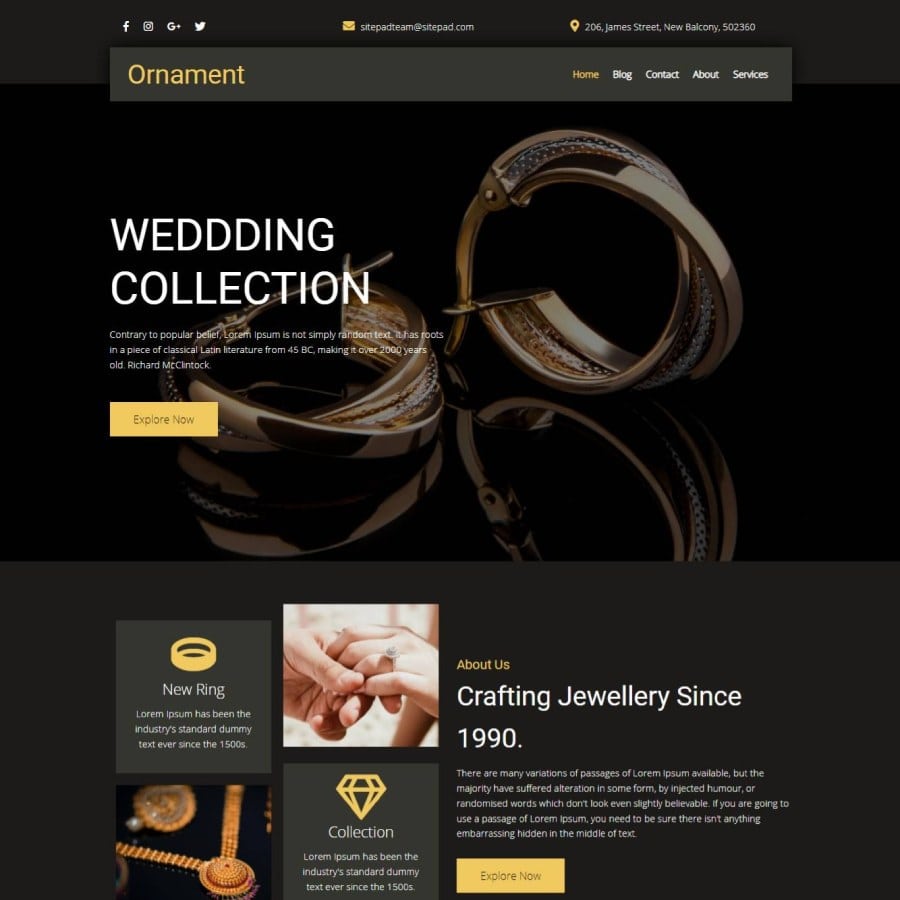 sitepadteam@sitepad.com
206, James Street, New Balcony, 502360
Ornament
Home Blog Contact About Services
WEDDDING
COLLECTION
Contrary to popular belief, Lorem Ipsum is not simply random text. It has roots
in a piece of classical Latin literature from 45 BC, making it over 2000 years
old. Richard McClintock.
Explore Now
New Ring
Lorem Ipsum has been the
industry's standard dummy
text ever since the 1500s.
Collection
Lorem Ipsum has been the
industry's standard dummy
text ever since the 1500s.
About Us
Crafting Jewellery Since
1990.
There are many variations of passages of Lorem Ipsum available, but the
majority have suffered alteration in some form, by injected humour, or
randomised words which don't look even slightly believable. If you are going to
use a passage of Lorem Ipsum, you need to be sure there isn't anything
embarrassing hidden in the middle of text.
Explore Now